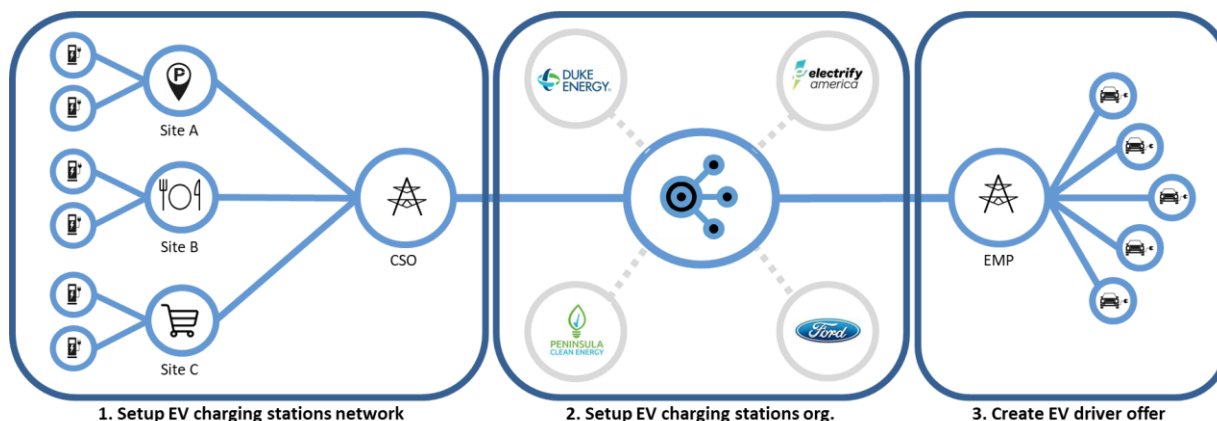 P
Site A
Site B
Site C
CSO
DUKE
ENERGY®
electrify
america
PENINSULA
CLEAN ENERGY
Ford
EMP
1. Setup EV charging stations network
2. Setup EV charging stations org.
3. Create EV driver offer